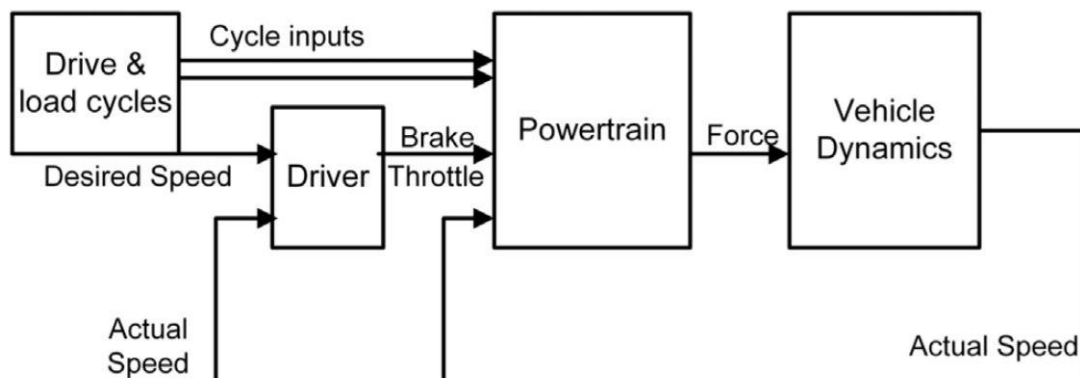 Cycle inputs
Drive &
load cycles
Desired Speed
Driver
Brake
Throttle
Powertrain
Force
Vehicle
Dynamics
Actual
Speed
Actual Speed